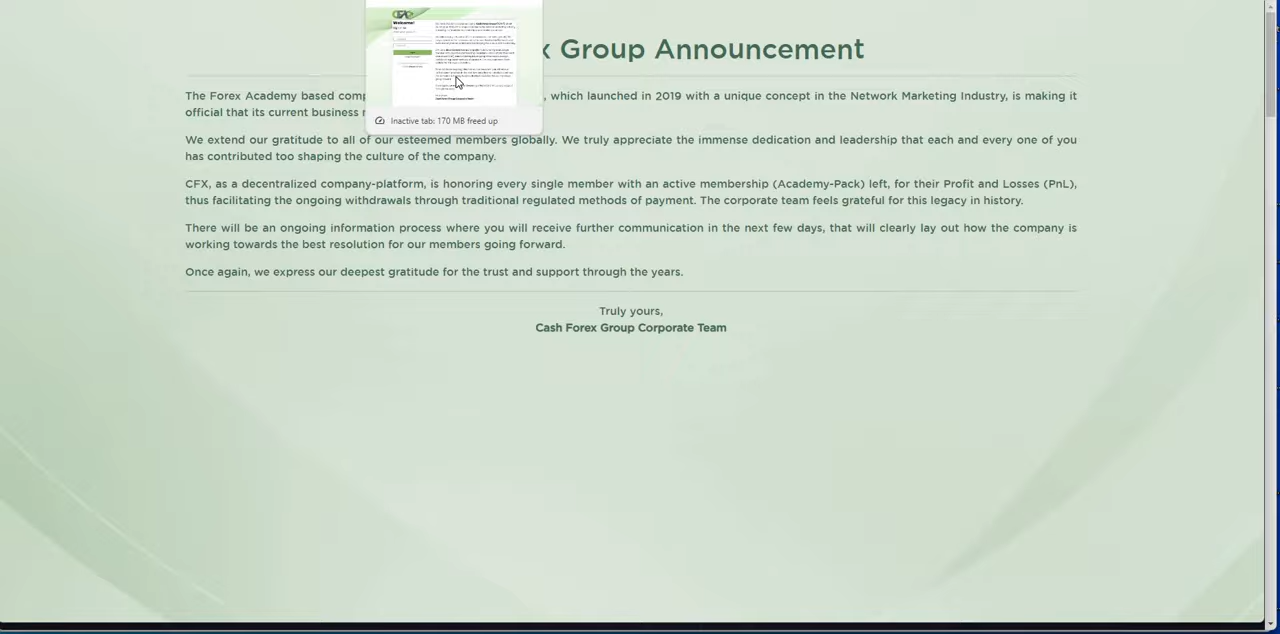 x Group Announcement
The Forex Academy based comp , which launched in 2019 with a unique concept in the Network Marketing Industry, is making it
official that its current business
We extend our gratitude to all of our esteemed members globally. We truly appreciate the immense dedication and leadership that each and every one of you
has contributed too shaping the culture of the company.
CFX, as a decentralized company-platform, is honoring every single member with an active membership (Academy-Pack) left, for their Profit and Losses (PnL),
thus facilitating the ongoing withdrawals through traditional regulated methods of payment. The corporate team feels grateful for this legacy in history.
There will be an ongoing information process where you will receive further communication in the next few days, that will clearly lay out how the company is
working towards the best resolution for our members going forward.
Once again, we express our deepest gratitude for the trust and support through the years.
Truly yours,
Cash Forex Group Corporate Team
Welcome!
Inactive tab: 170 MB freed up